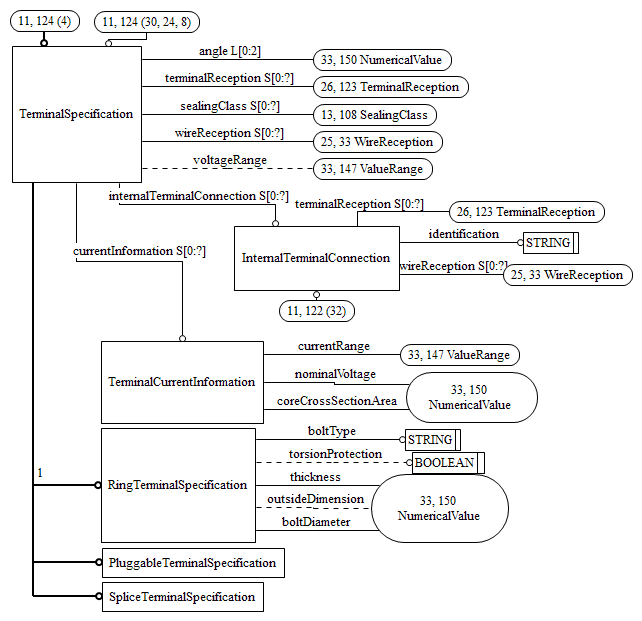 11, 124 (4)
11, 124 (30, 24, 8)
angle L[0:2]
33, 150 NumericalValue
terminalReception S[0:?]
26, 123 TerminalReception
TerminalSpecification
sealingClass S[0:?]
13, 108 SealingClass
wireReception S[0:?]
25, 33 WireReception
voltageRange
33, 147 ValueRange
internalTerminalConnection S[0:?]
terminalReception S[0:?]
26, 123 TerminalReception
identification
STRING
currentInformation S[0:?]
InternalTerminalConnection
wireReception S[0:?]
25, 33 WireReception
11, 122 (32)
currentRange
33, 147 ValueRange
nominalVoltage
TerminalCurrentInformation
33, 150
NumericalValue
coreCrossSectionArea
boltType
STRING
torsionProtection
BOOLEAN
1
RingTerminalSpecification
thickness
outsideDimension
33, 150
NumericalValue
boltDiameter
PluggableTerminalSpecification
SpliceTerminalSpecification